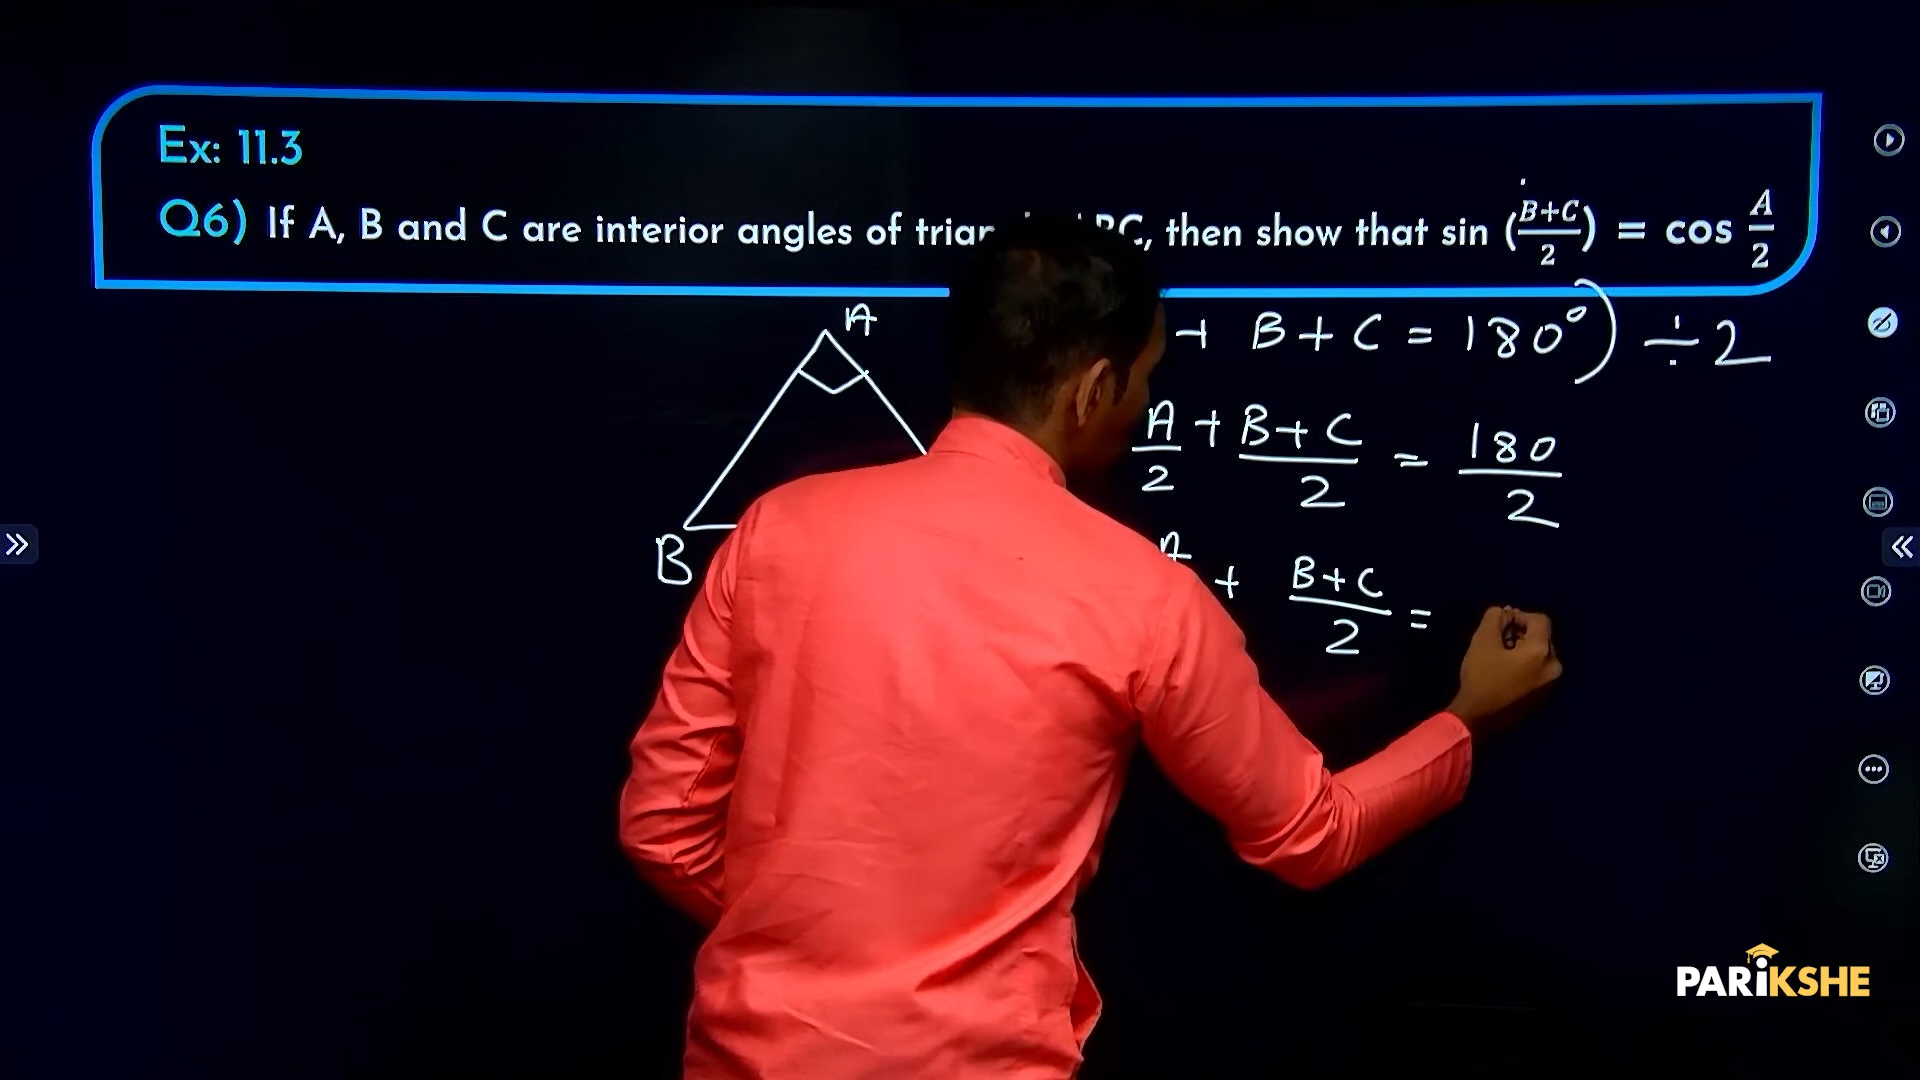 Ex: 11.3
Q6) If A, B and C are interior angles of BC, then show that sin (B+C/2) = cos A/2
A
+ B + C = 180°) ÷ 2
A/2 + B + C/2 = 180/2
B
A + B + C/2 =
PARiKSHE